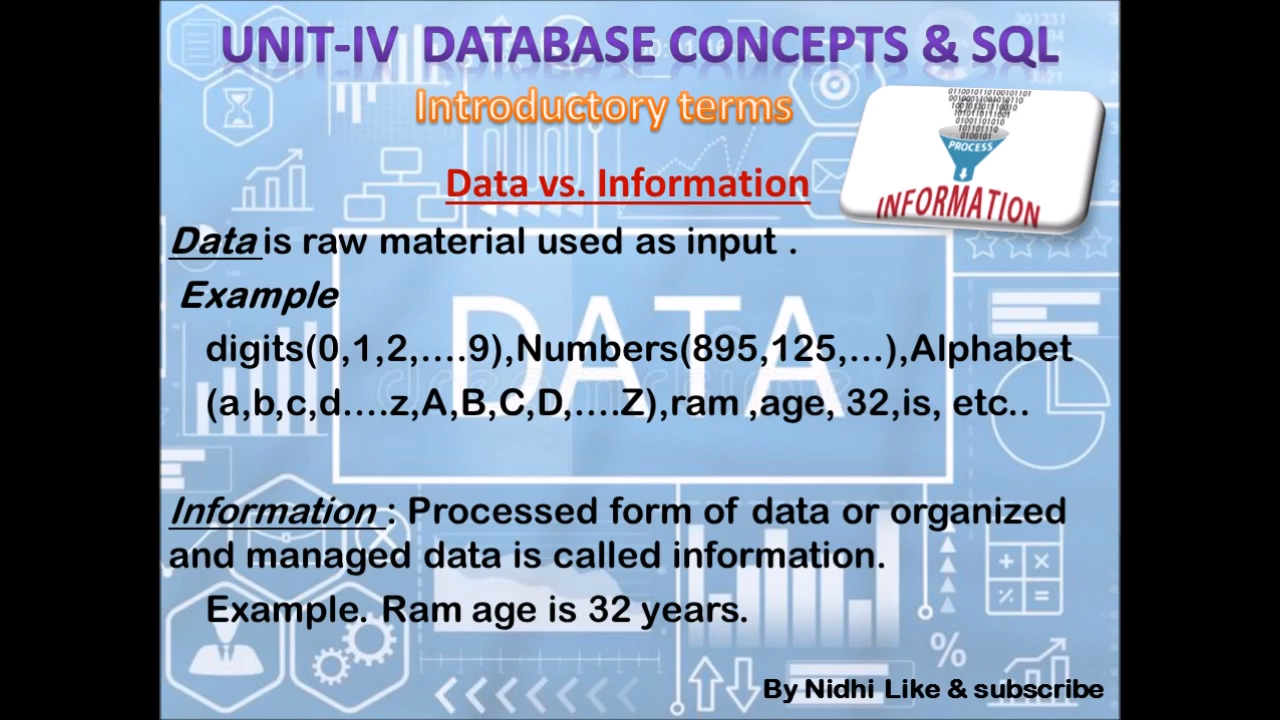 UNIT-IV DATABASE CONCEPTS & SQL
Introductory terms
011001011101001101
PROCESS
INFORMATION
Data vs. Information
Data is raw material used as input .
Example
digits(0,1,2,....9),Numbers(895,125,...),Alphabet
(a,b,c,d....z,A,B,C,D,....Z),ram ,age, 32,is, etc..
DATA
Information : Processed form of data or organized
and managed data is called information.
Example. Ram age is 32 years.
%
By Nidhi Like & subscribe